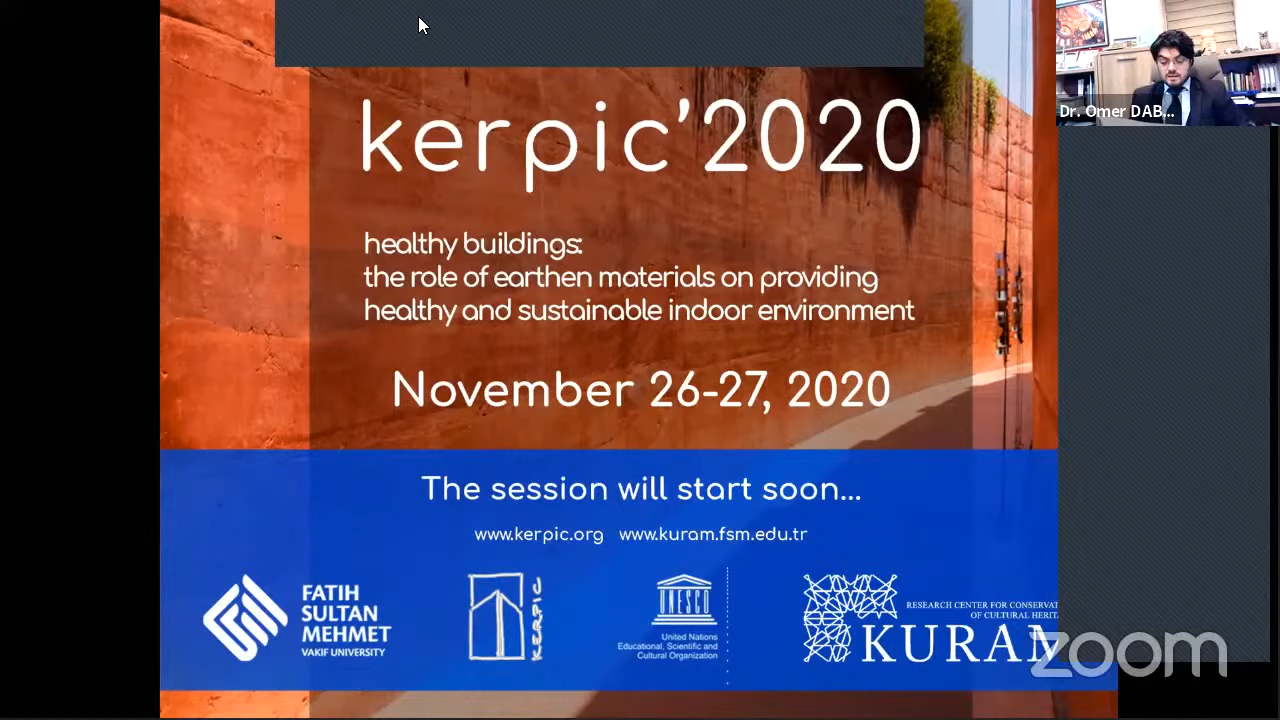 kerpic'2020
Dr. Omer DAB...
healthy buildings:
the role of earthen materials on providing
healthy and sustainable indoor environment
November 26-27, 2020
The session will start soon...
www.kerpic.org www.kuram.fsm.edu.tr
FATIH
SULTAN
MEHMET
VAKIF UNIVERSITY
KERPIC
UNESCO
United Nations
Educational, Scientific and
Cultural Organization
RESEARCH CENTER FOR CONSERVAT
OF CULTURAL HERITA
KURAM
zoom